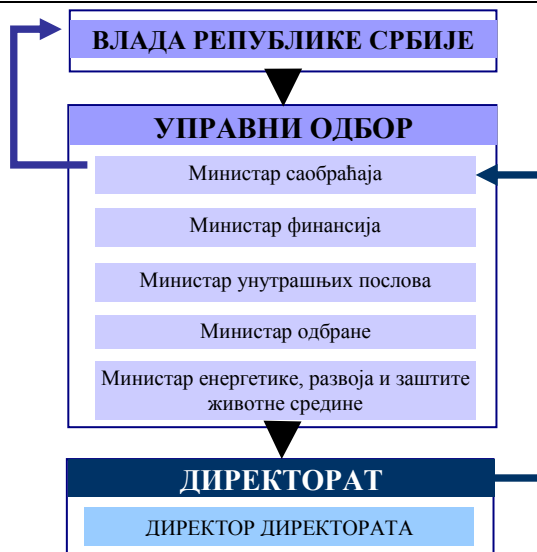 ВЛАДА РЕПУБЛИКЕ СРБИЈЕ
УПРАВНИ ОДБОР
Министар саобраћаја
Министар финансија
Министар унутрашњих послова
Министар одбране
Министар енергетике, развоја и заштите
животне средине
ДИРЕКТОРАТ
ДИРЕКТОР ДИРЕКТОРАТА